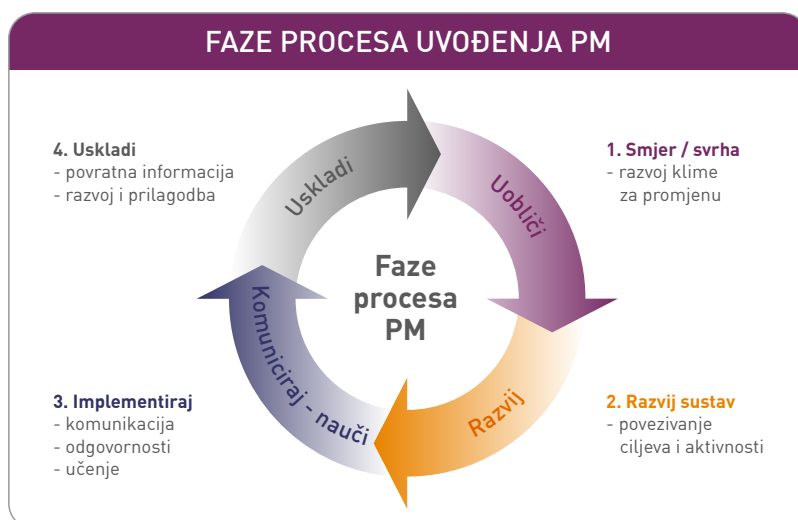 FAZE PROCESA UVOĐENJA PM
4. Uskladi
- povratna informacija
- razvoj i prilagodba
1. Smjer / svrha
- razvoj klime
za promjenu
Uskladi
Uobliči
Faze
procesa
PM
Komuniciraj - nauči
Razvij
3. Implementiraj
- komunikacija
- odgovornosti
- učenje
2. Razvij sustav
- povezivanje
ciljeva i aktivnosti